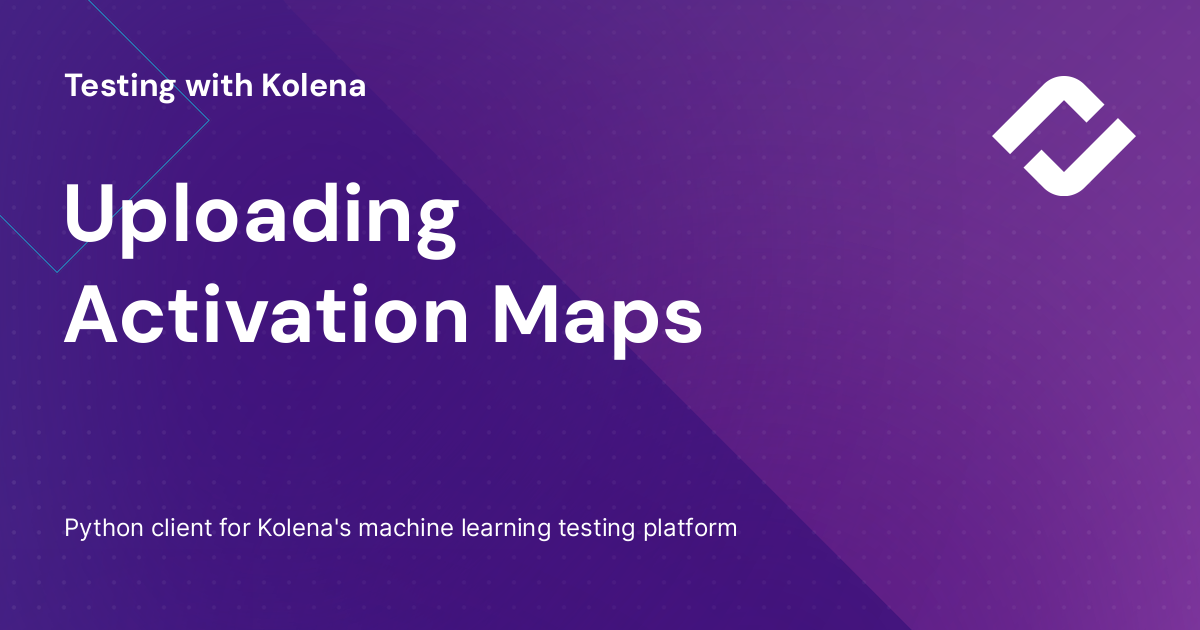 Testing with Kolena
Uploading
Activation Maps
Python client for Kolena's machine learning testing platform